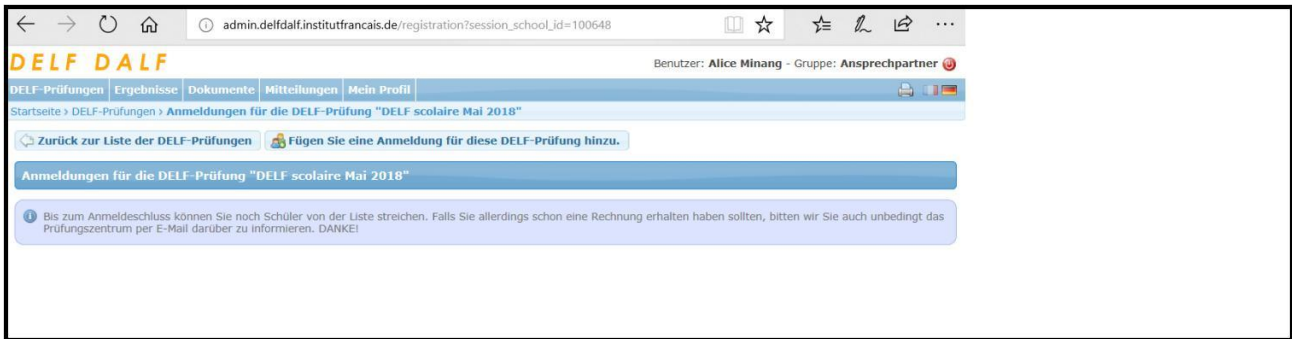 admin.delfdalf.institutfrancais.de/registration?session_school_id=100648
DELF DALF
Benutzer: Alice Minang - Gruppe: Ansprechpartner
DELF-Prüfungen Ergebnisse Dokumente Mitteilungen Mein Profil
Startseite › DELF-Prüfungen › Anmeldungen für die DELF-Prüfung "DELF scolaire Mai 2018"
Zurück zur Liste der DELF-Prüfungen Fügen Sie eine Anmeldung für diese DELF-Prüfung hinzu.
Anmeldungen für die DELF-Prüfung "DELF scolaire Mai 2018"
Bis zum Anmeldeschluss können Sie noch Schüler von der Liste streichen. Falls Sie allerdings schon eine Rechnung erhalten haben sollten, bitten wir Sie auch unbedingt das
Prüfungszentrum per E-Mail darüber zu informieren. DANKE!